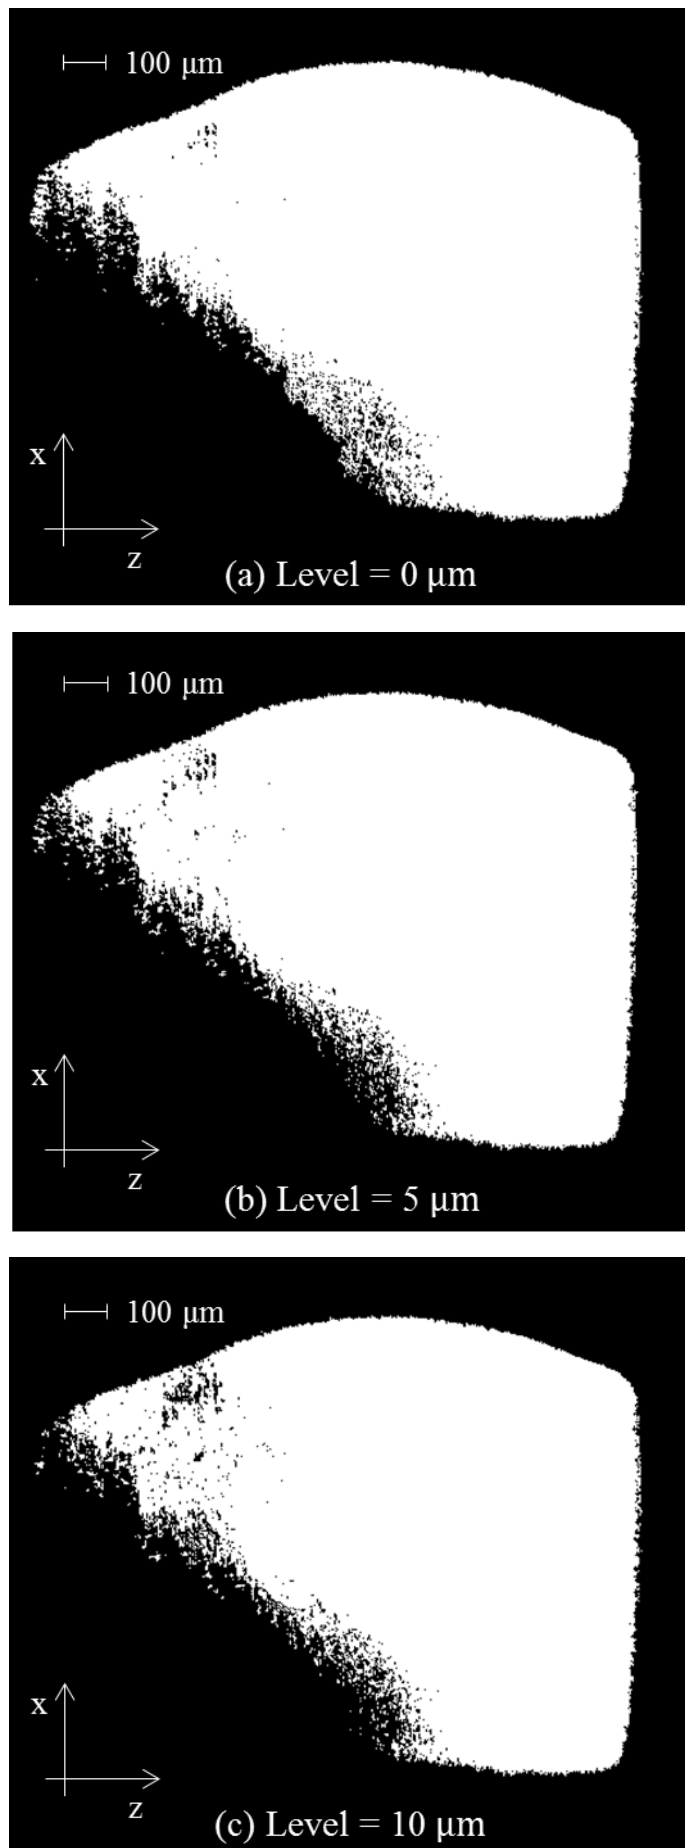 100 μm
x
z
(a) Level = 0 μm
100 μm
x
z
(b) Level = 5 μm
100 μm
x
z
(c) Level = 10 μm